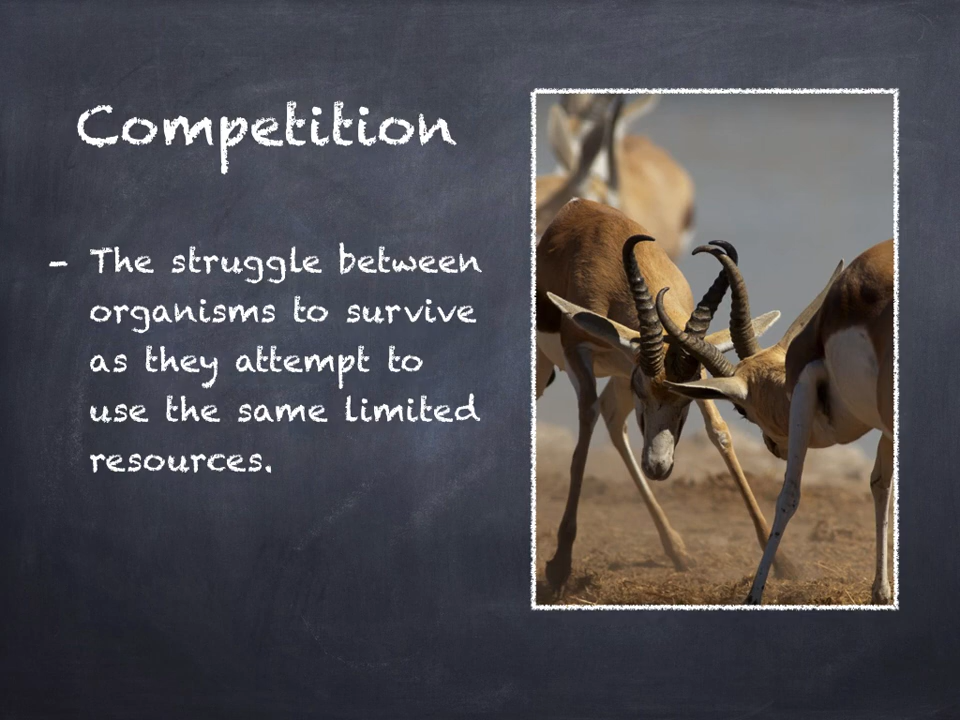 Competition
- The struggle between
organisms to survive
as they attempt to
use the same limited
resources.